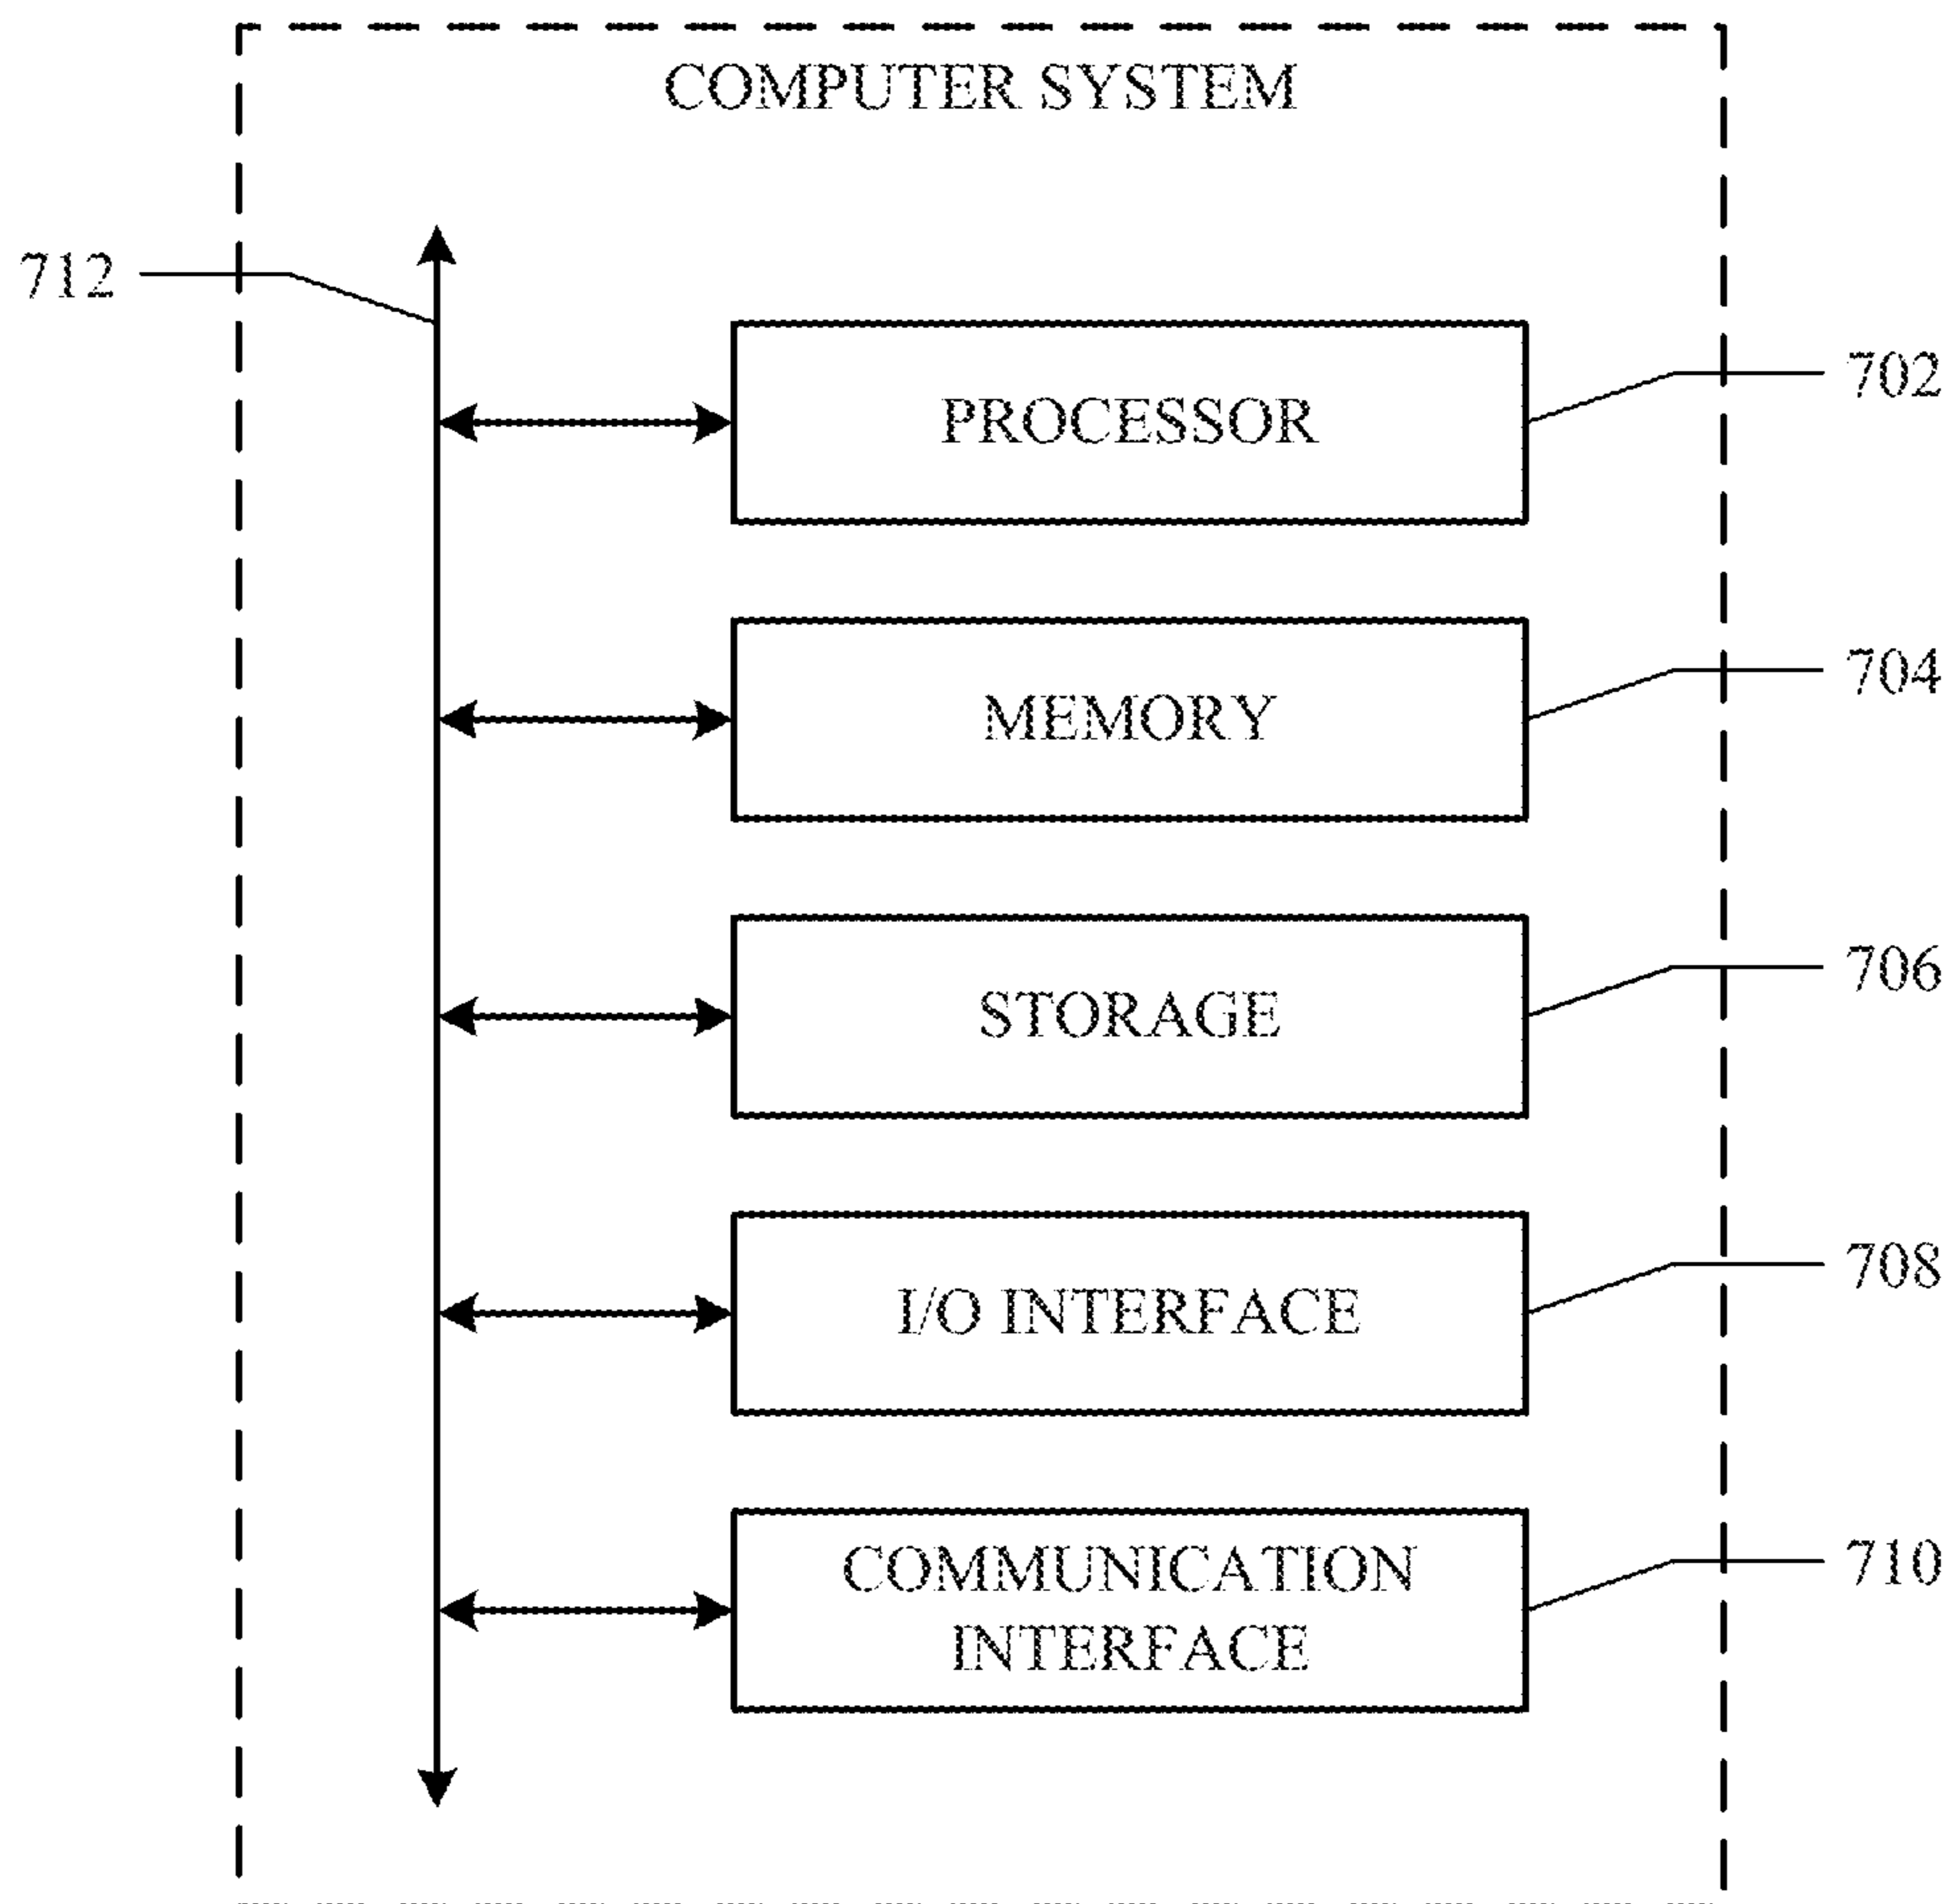 COMPUTER SYSTEM
712
PROCESSOR
702
MEMORY
704
STORAGE
706
I/O INTERFACE
708
COMMUNICATION
INTERFACE
710